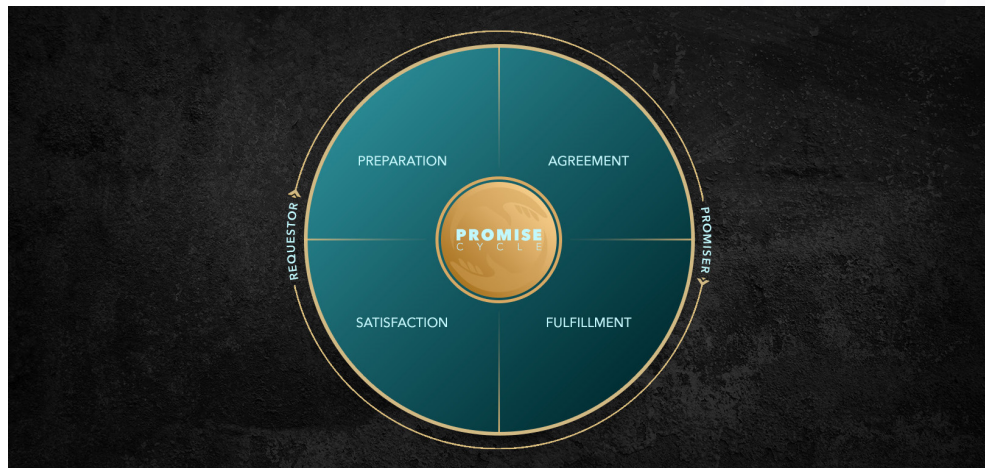 PREPARATION
AGREEMENT
REQUESTOR
PROMISE
CYCLE
PROMISER
SATISFACTION
FULFILLMENT